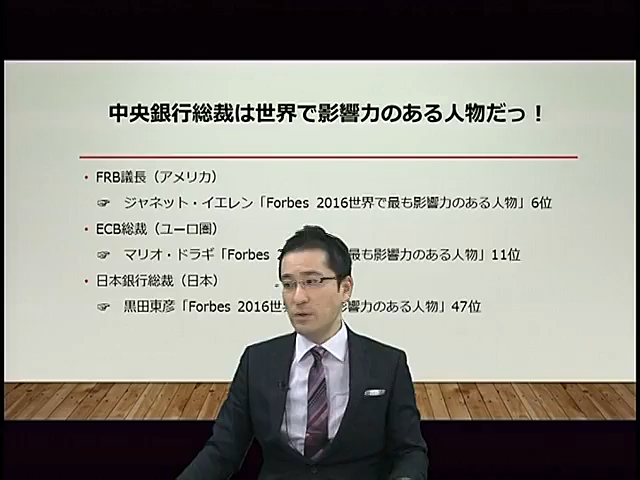 中央銀行総裁は世界で影響力のある人物だっ！
・FRB議長（アメリカ）
☞ ジャネット・イエレン「Forbes 2016世界で最も影響力のある人物」6位
・ECB総裁（ユーロ圏）
☞ マリオ・ドラギ「Forbes 最も影響力のある人物」11位
・日本銀行総裁（日本）
☞ 黒田東彦「Forbes 2016世 影響力のある人物」47位